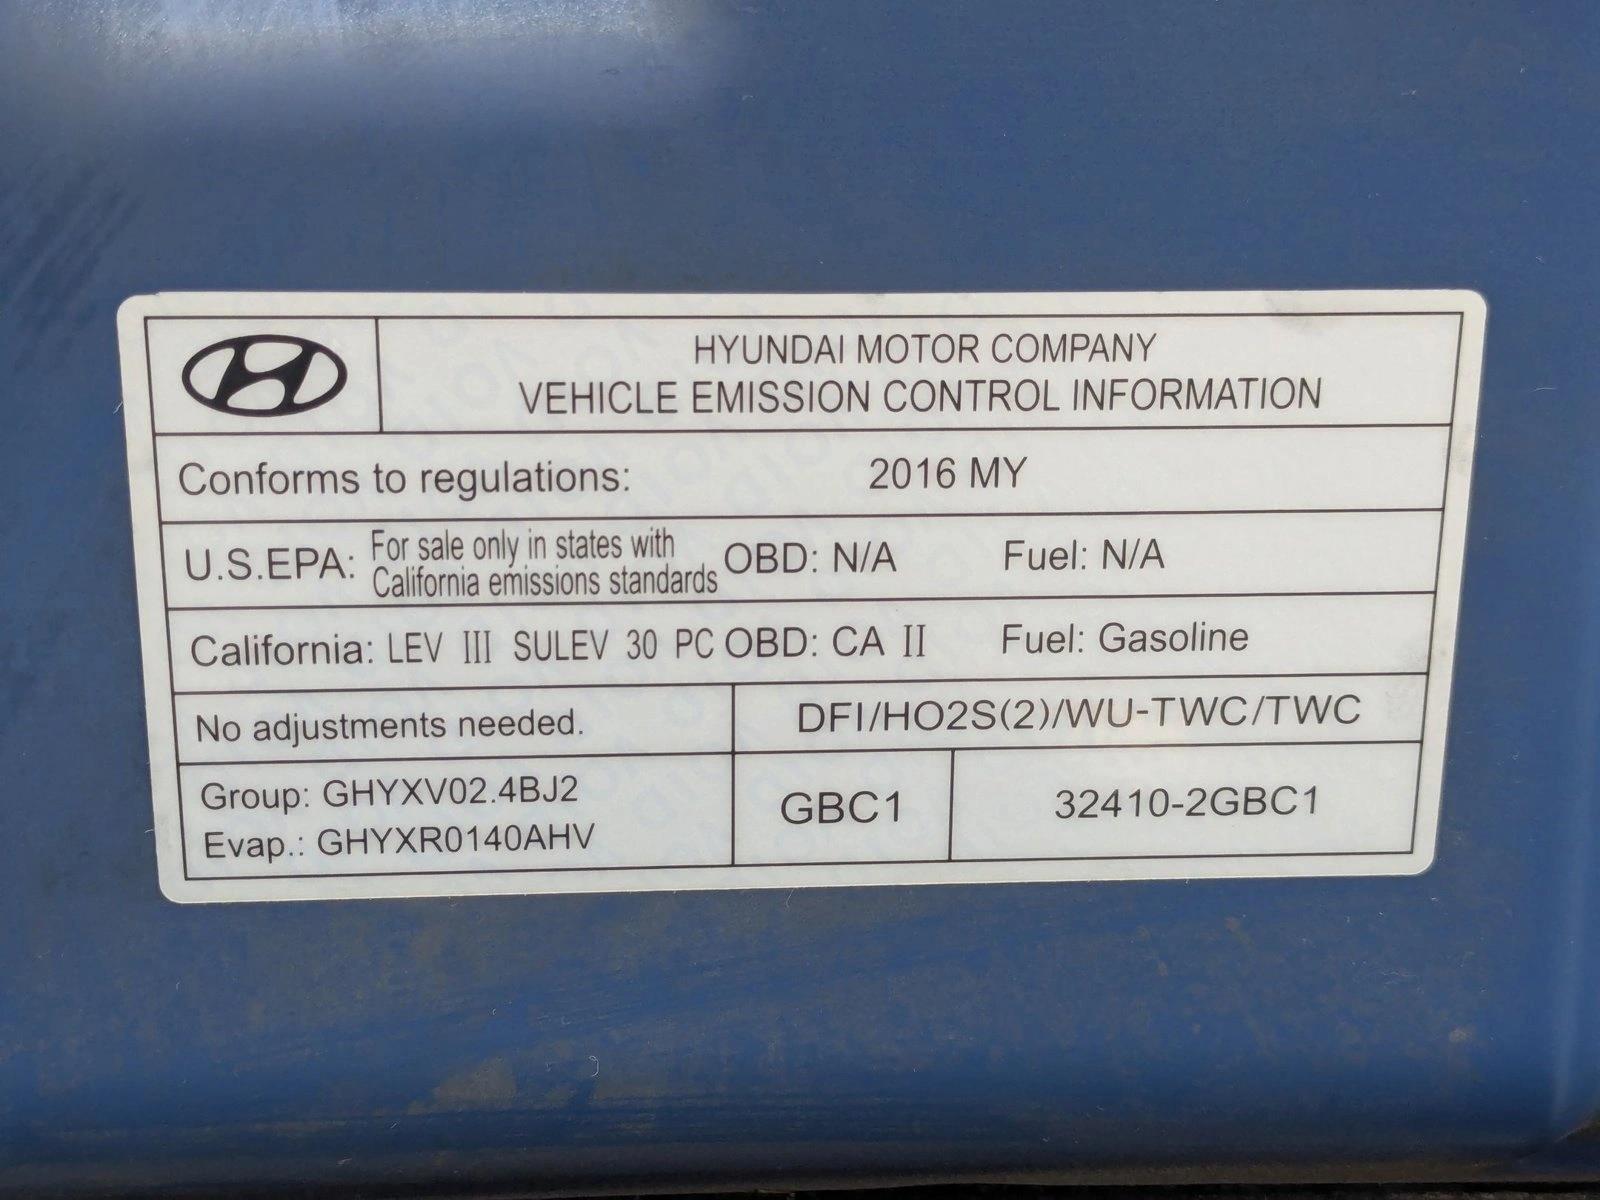 HYUNDAI MOTOR COMPANY
VEHICLE EMISSION CONTROL INFORMATION
Conforms to regulations: 2016 MY
U.S.EPA: For sale only in states with California emissions standards OBD: N/A Fuel: N/A
California: LEV III SULEV 30 PC OBD: CA II Fuel: Gasoline
No adjustments needed. DFI/HO2S(2)/WU-TWC/TWC
Group: GHYXV02.4BJ2
Evap.: GHYXR0140AHV
GBC1
32410-2GBC1